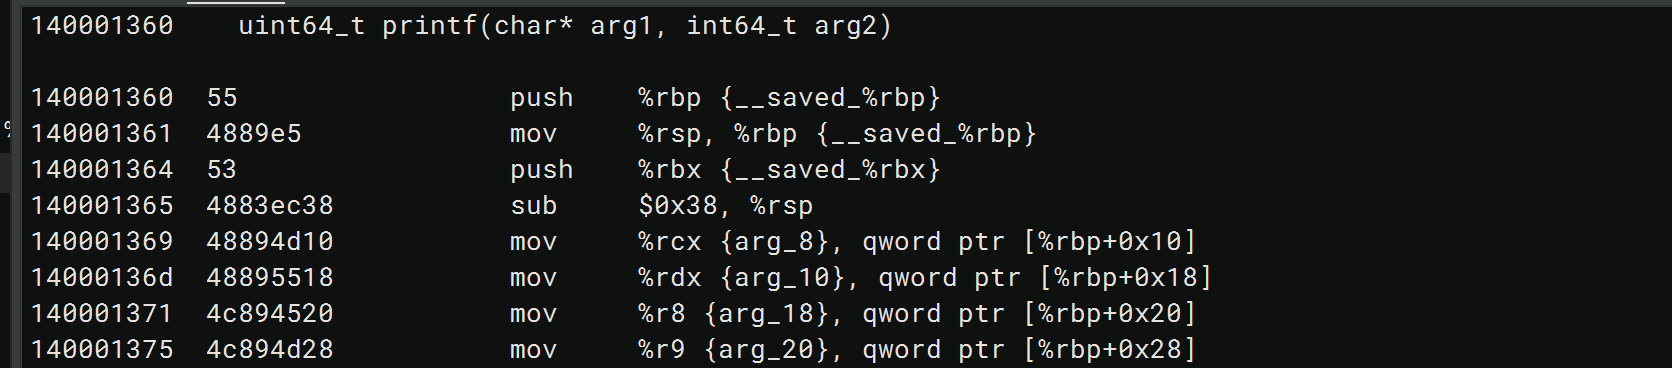 140001360    uint64_t printf(char* arg1, int64_t arg2)
140001360  55                 push    %rbp {__saved_%rbp}
140001361  4889e5             mov     %rsp, %rbp {__saved_%rbp}
140001364  53                 push    %rbx {__saved_%rbx}
140001365  4883ec38           sub     $0x38, %rsp
140001369  48894d10           mov     %rcx {arg_8}, qword ptr [%rbp+0x10]
14000136d  48895518           mov     %rdx {arg_10}, qword ptr [%rbp+0x18]
140001371  4c894520           mov     %r8 {arg_18}, qword ptr [%rbp+0x20]
140001375  4c894d28           mov     %r9 {arg_20}, qword ptr [%rbp+0x28]